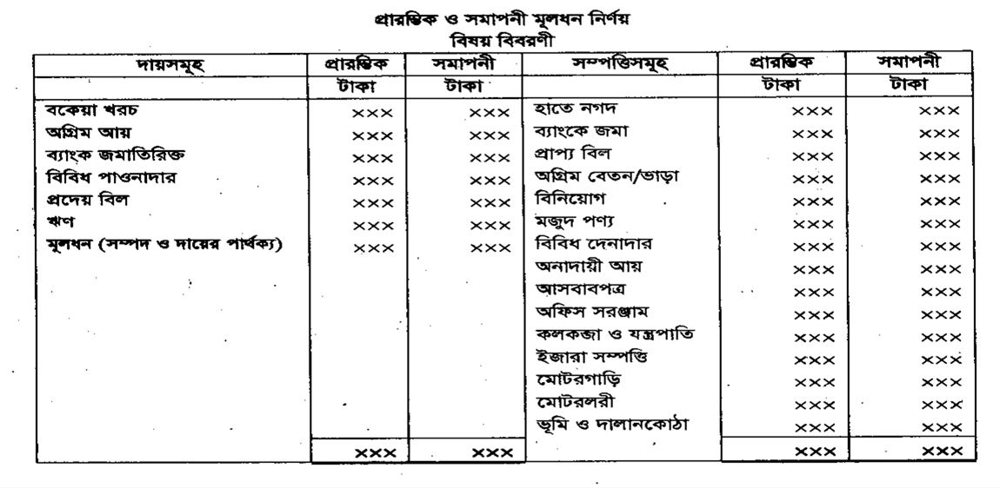 প্রারম্ভিক ও সমাপনী মূলধন নির্ণয়
বিষয় বিবরণী
দায়সমূহ প্রারম্ভিক সমাপনী সম্পত্তিসমূহ প্রারম্ভিক সমাপনী
টাকা টাকা টাকা টাকা
বকেয়া খরচ ××× ××× হাতে নগদ ××× ×××
অগ্রিম আয় ××× ××× ব্যাংকে জমা ××× ×××
ব্যাংক জমাতিরিক্ত ××× ××× প্রাপ্য বিল ××× ×××
বিবিধ পাওনাদার ××× ××× অগ্রিম বেতন/ভাড়া ××× ×××
প্রদেয় বিল ××× ××× বিনিয়োগ ××× ×××
ঋণ ××× ××× মজুদ পণ্য ××× ×××
মূলধন (সম্পদ ও দায়ের পার্থক্য) ××× ××× বিবিধ দেনাদার ××× ×××
অনাদায়ী আয় ××× ×××
আসবাবপত্র ××× ×××
অফিস সরঞ্জাম ××× ×××
কলকজা ও যন্ত্রপাতি ××× ×××
ইজারা সম্পত্তি ××× ×××
মোটরগাড়ি ××× ×××
মোটরলরী ××× ×××
ভূমি ও দালানকোঠা ××× ×××
××× ××× ××× ×××